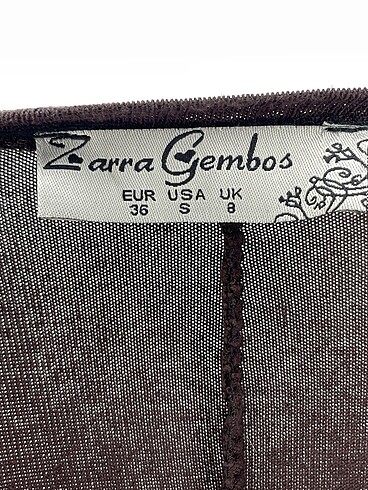 Zarra Gembos
EUR USA UK
36 S 8